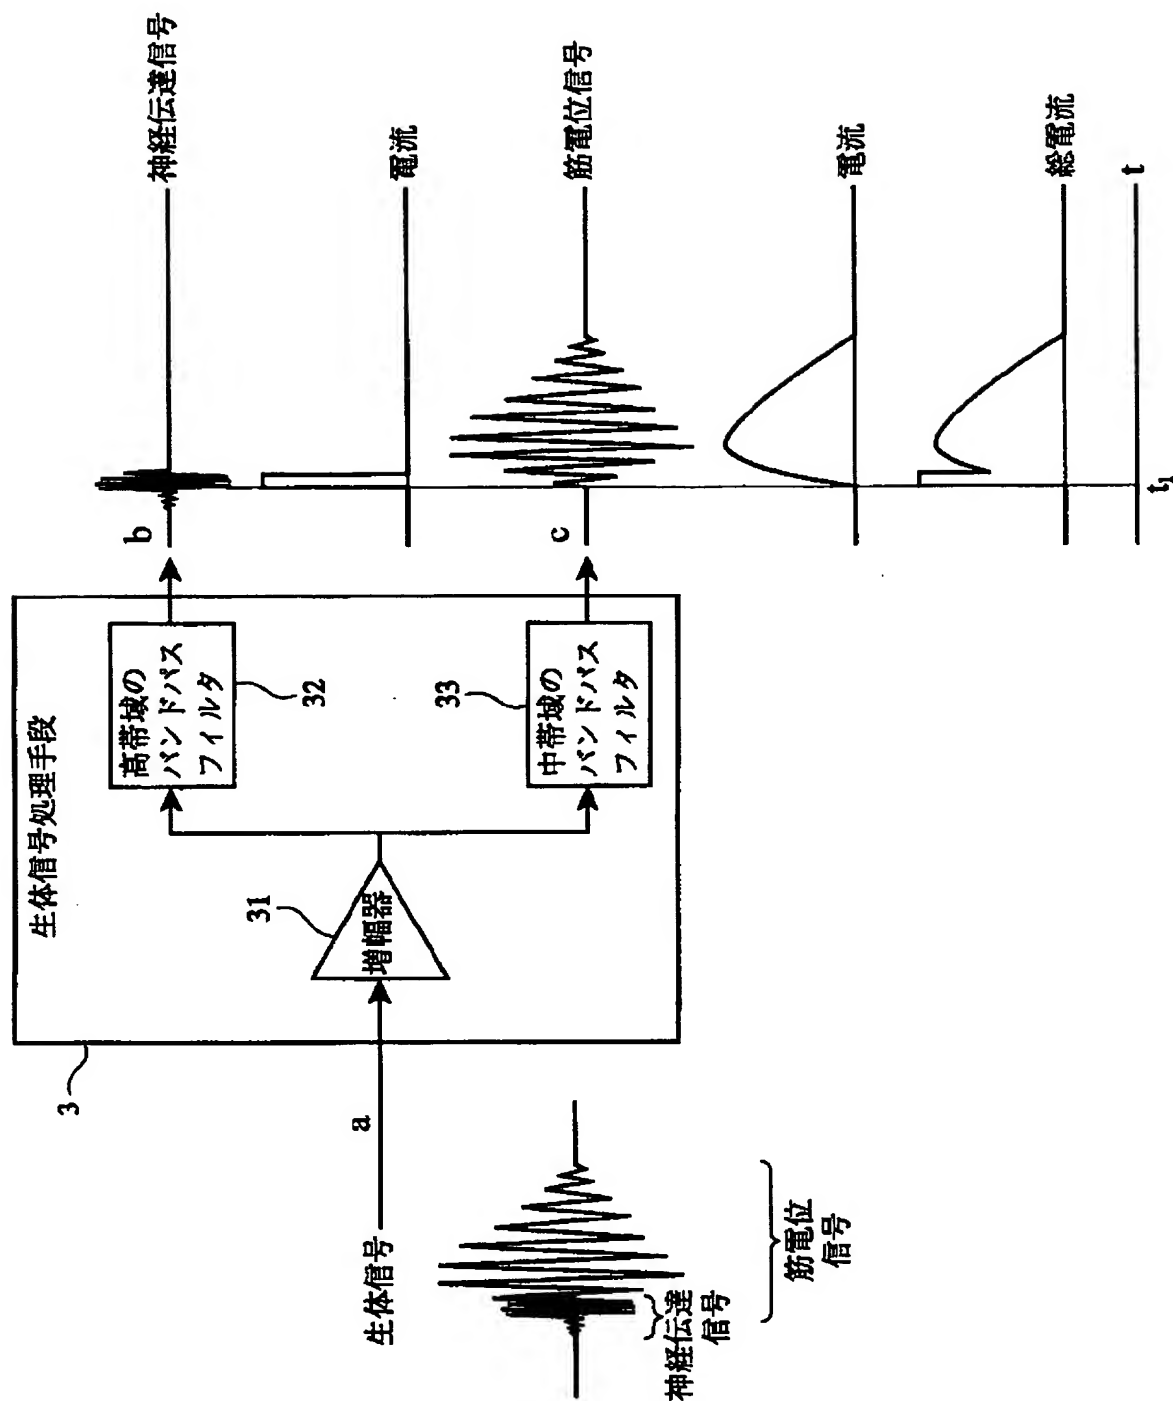 3
生体信号処理手段
生体信号
a
31
増幅器
高帯域の
バンドパス
フィルタ
32
33
中帯域の
バンドパス
フィルタ
b
神経伝達信号
電流
c
筋電位信号
電流
総電流
t
t1
神経伝達
信号
筋電位
信号